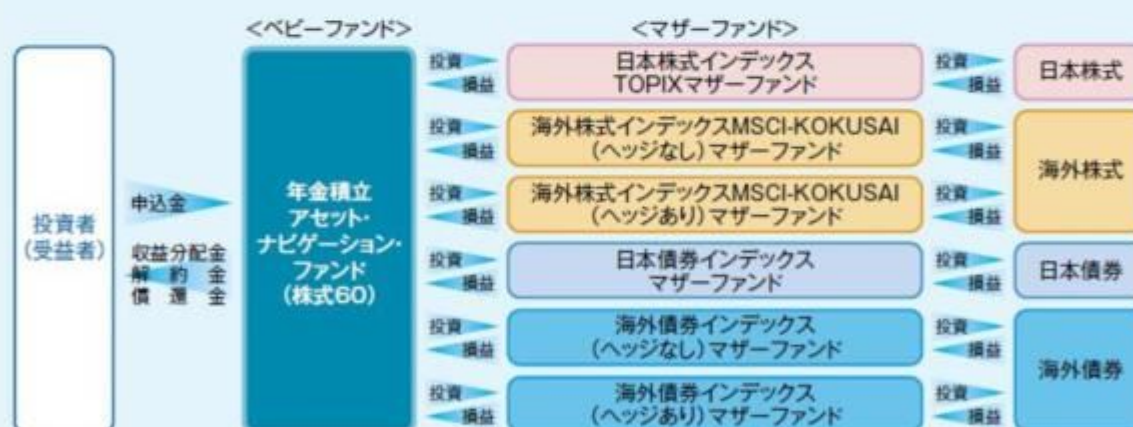 <ベビーファンド>
<マザーファンド>
投資者
(受益者)
申込金
収益分配金
解約金
償還金
年金積立
アセット・
ナビゲーション・
ファンド
(株式60)
投資
損益
日本株式インデックス
TOPIXマザーファンド
投資
損益
日本株式
投資
損益
海外株式インデックスMSCI-KOKUSAI
(ヘッジなし)マザーファンド
投資
損益
海外株式
投資
損益
海外株式インデックスMSCI-KOKUSAI
(ヘッジあり)マザーファンド
投資
損益
投資
損益
日本債券インデックス
マザーファンド
投資
損益
日本債券
投資
損益
海外債券インデックス
(ヘッジなし)マザーファンド
投資
損益
海外債券
投資
損益
海外債券インデックス
(ヘッジあり)マザーファンド
投資
損益